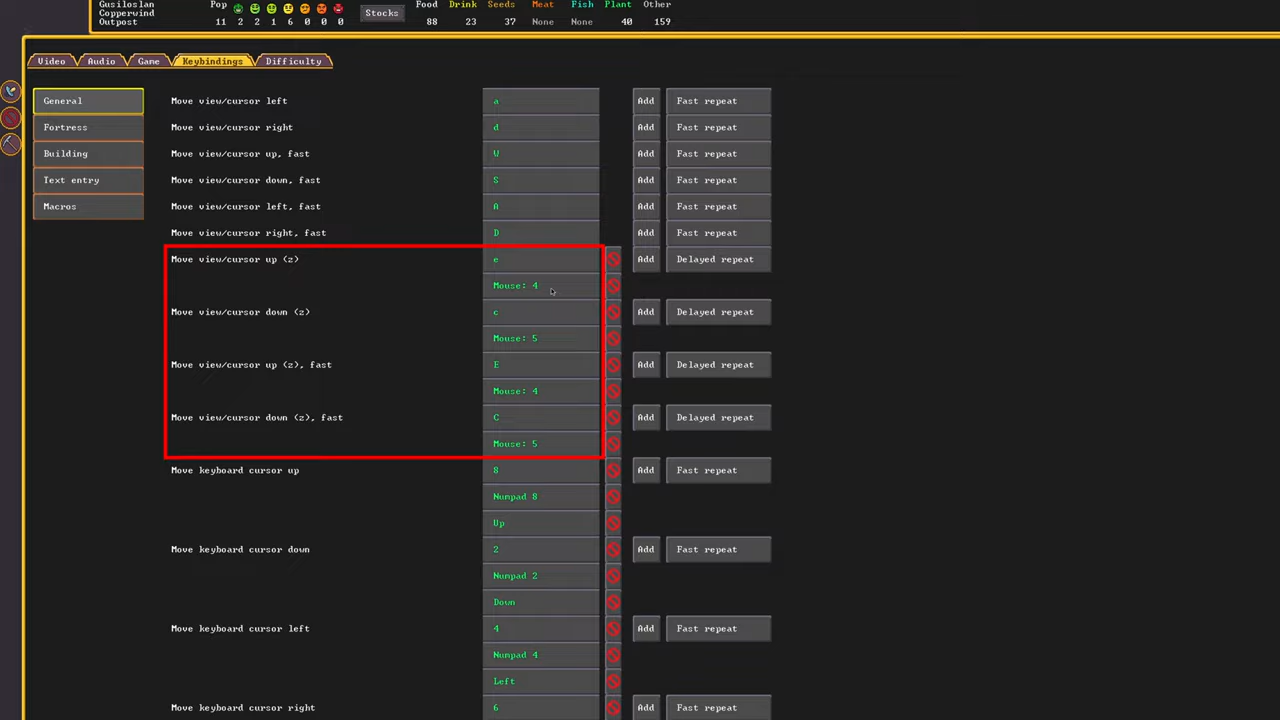 Gusiloslan Pop Food Drink Seeds Meat Fish Plant Other
Copperwind Stocks
Outpost 11 2 2 1 6 0 0 0 88 23 37 None None 40 159
Video Audio Game Keybindings Difficulty
General Move view/cursor left a Add Fast repeat
Fortress Move view/cursor right d Add Fast repeat
Building Move view/cursor up, fast W Add Fast repeat
Text entry Move view/cursor down, fast S Add Fast repeat
Macros Move view/cursor left, fast A Add Fast repeat
Move view/cursor right, fast D Add Fast repeat
Move view/cursor up (z) e Add Delayed repeat
Mouse: 4
Move view/cursor down (z) c Add Delayed repeat
Mouse: 5
Move view/cursor up (z), fast E Add Delayed repeat
Mouse: 4
Move view/cursor down (z), fast C Add Delayed repeat
Mouse: 5
Move keyboard cursor up 8 Add Fast repeat
Numpad 8
Up
Move keyboard cursor down 2 Add Fast repeat
Numpad 2
Down
Move keyboard cursor left 4 Add Fast repeat
Numpad 4
Left
Move keyboard cursor right 6 Add Fast repeat